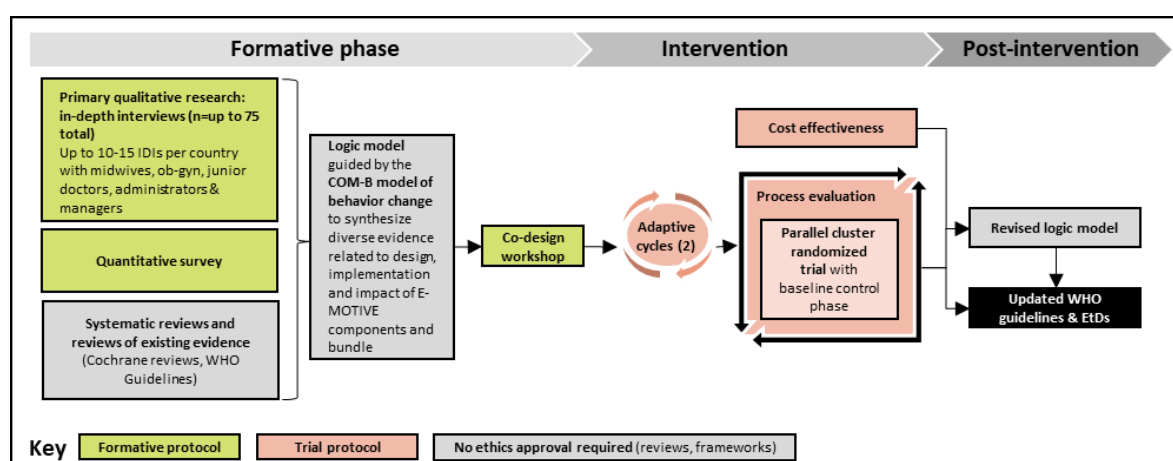 Formative phase
Intervention
Post-intervention
Primary qualitative research:
in-depth interviews (n=up to 75
total)
Up to 10-15 IDIs per country
with midwives, ob-gyn, junior
doctors, administrators &
managers
Quantitative survey
Systematic reviews and
reviews of existing evidence
(Cochrane reviews, WHO
Guidelines)
Logic model
guided by the
COM-B model of
behavior change
to synthesize
diverse evidence
related to design,
implementation
and impact of E-
MOTIVE
components and
bundle
Co-design
workshop
Adaptive
cycles (2)
Cost effectiveness
Process evaluation
Parallel cluster
randomized
trial with
baseline control
phase
Revised logic model
Updated WHO
guidelines & EtDs
Key
Formative protocol
Trial protocol
No ethics approval required (reviews, frameworks)